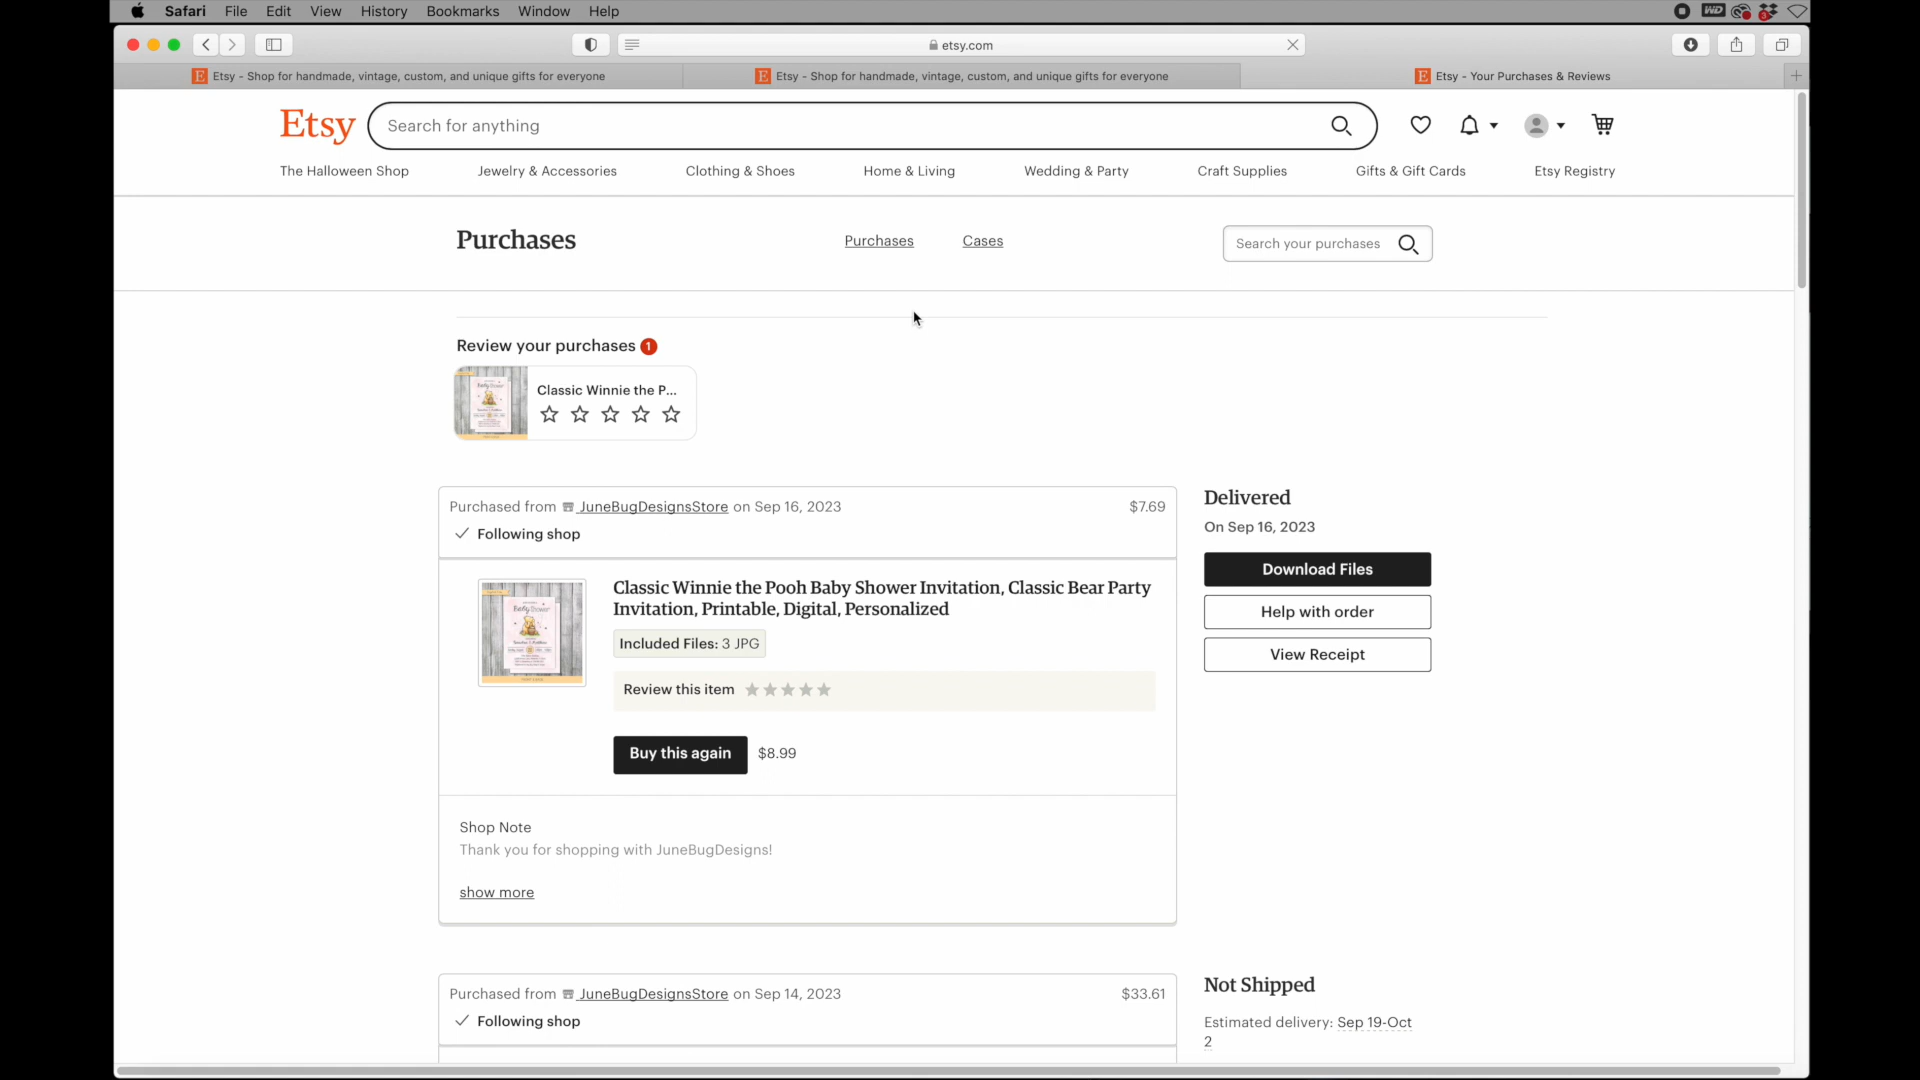 Safari File Edit View History Bookmarks Window Help
etsy.com
Etsy - Shop for handmade, vintage, custom, and unique gifts for everyone
Etsy - Shop for handmade, vintage, custom, and unique gifts for everyone
Etsy - Your Purchases & Reviews
Etsy
Search for anything
The Halloween Shop
Jewelry & Accessories
Clothing & Shoes
Home & Living
Wedding & Party
Craft Supplies
Gifts & Gift Cards
Etsy Registry
Purchases
Purchases
Cases
Search your purchases
Review your purchases 1
Classic Winnie the P...
Purchased from JuneBugDesignsStore on Sep 16, 2023 $7.69
Following shop
Classic Winnie the Pooh Baby Shower Invitation, Classic Bear Party
Invitation, Printable, Digital, Personalized
Included Files: 3 JPG
Review this item
Buy this again $8.99
Shop Note
Thank you for shopping with JuneBugDesigns!
show more
Delivered
On Sep 16, 2023
Download Files
Help with order
View Receipt
Purchased from JuneBugDesignsStore on Sep 14, 2023 $33.61
Following shop
Not Shipped
Estimated delivery: Sep 19-Oct
2